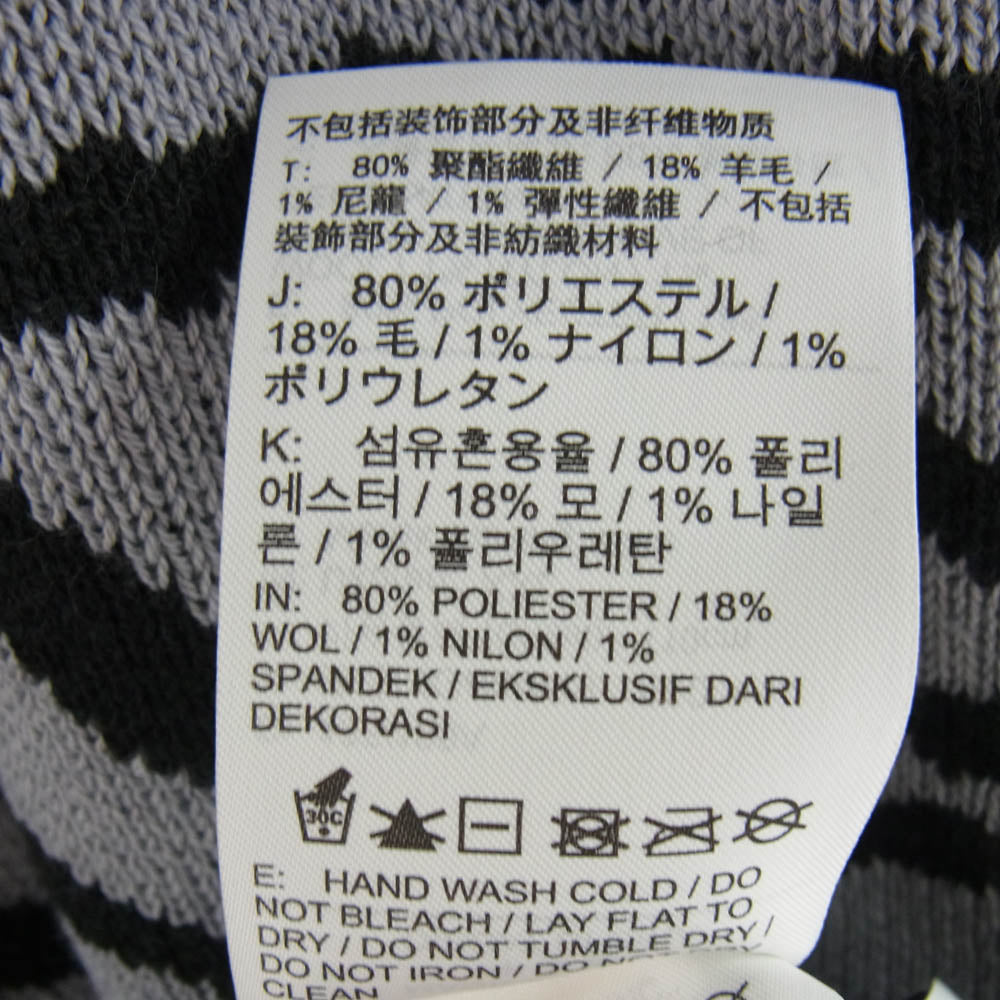 不包括装饰部分及非纤维物质
T: 80% 聚酯纖維 / 18% 羊毛 /
1% 尼龍 / 1% 彈性纖維 / 不包括
裝飾部分及非紡織材料
J: 80% ポリエステル /
18% 毛 / 1% ナイロン / 1%
ポリウレタン
K: 섬유혼용율 / 80% 폴리
에스터 / 18% 모 / 1% 나일
론 / 1% 폴리우레탄
IN: 80% POLIESTER / 18%
WOL / 1% NILON / 1%
SPANDEK / EKSKLUSIF DARI
DEKORASI
30C
E: HAND WASH COLD / DO
NOT BLEACH / LAY FLAT TO
DRY / DO NOT TUMBLE DRY /
DO NOT IRON / DO NOT
CLEAN